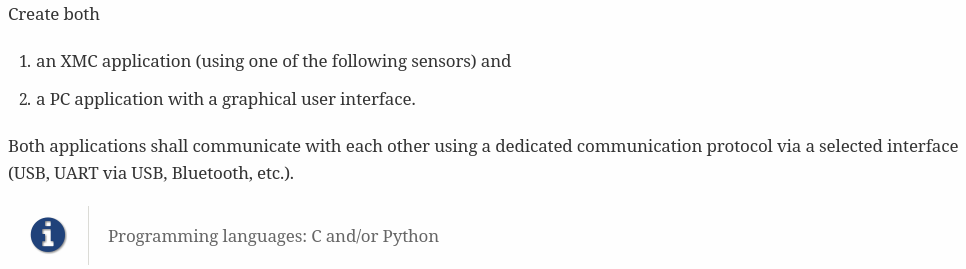 Create both
1. an XMC application (using one of the following sensors) and
2. a PC application with a graphical user interface.
Both applications shall communicate with each other using a dedicated communication protocol via a selected interface
(USB, UART via USB, Bluetooth, etc.).
Programming languages: C and/or Python